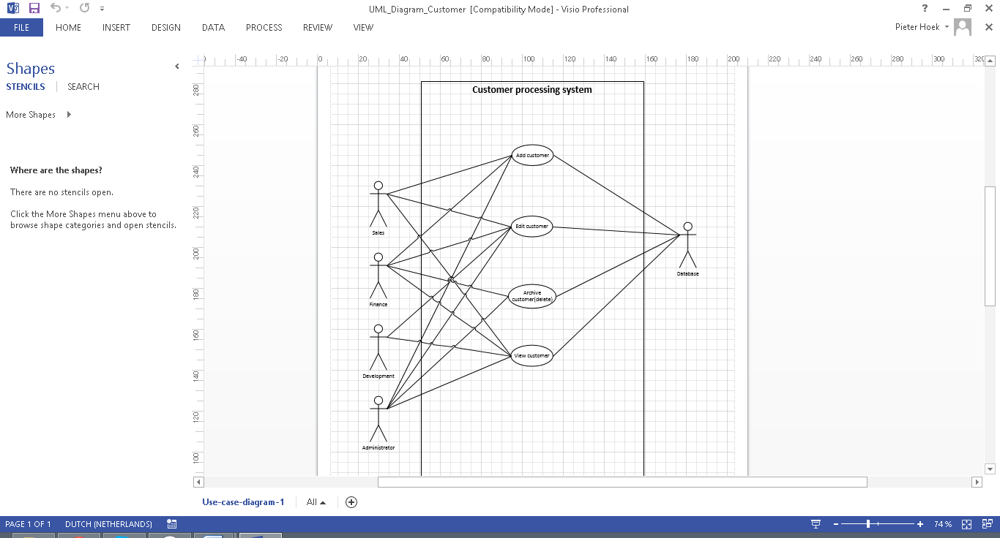 UML_Diagram_Customer [Compatibility Mode] - Visio Professional
?
FILE HOME INSERT DESIGN DATA PROCESS REVIEW VIEW
Pieter Hoek
Shapes
STENCILS SEARCH
More Shapes
Where are the shapes?
There are no stencils open.
Click the More Shapes menu above to
browse shape categories and open stencils.
-40 -20 0 20 40 60 80 100 120 140 160 180 200 220 240 260 280 300 320
280
260
240
220
200
180
160
140
120
100
Customer processing system
Add customer
Sales
Edit customer
Database
Finance
Archive
customer(delete)
View customer
Development
Administrator
Use-case-diagram-1 All
PAGE 1 OF 1 DUTCH (NETHERLANDS) 74 %